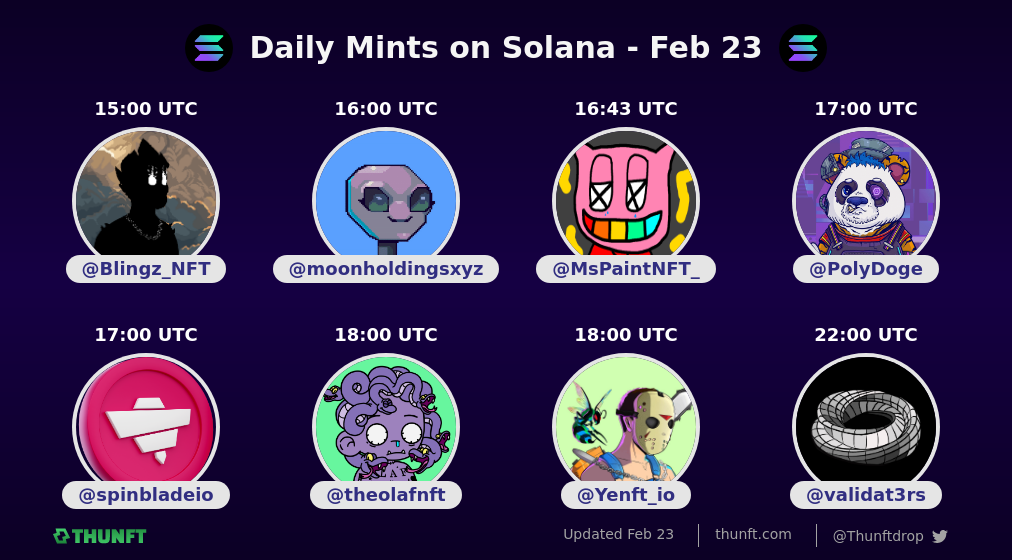 Daily Mints on Solana - Feb 23
15:00 UTC
@Blingz_NFT
16:00 UTC
@moonholdingsxyz
16:43 UTC
@MsPaintNFT_
17:00 UTC
@PolyDoge
17:00 UTC
@spinbladeio
18:00 UTC
@theolafnft
18:00 UTC
@Yenft_io
22:00 UTC
@validat3rs
THUNFT
Updated Feb 23
thunft.com
@Thunftdrop